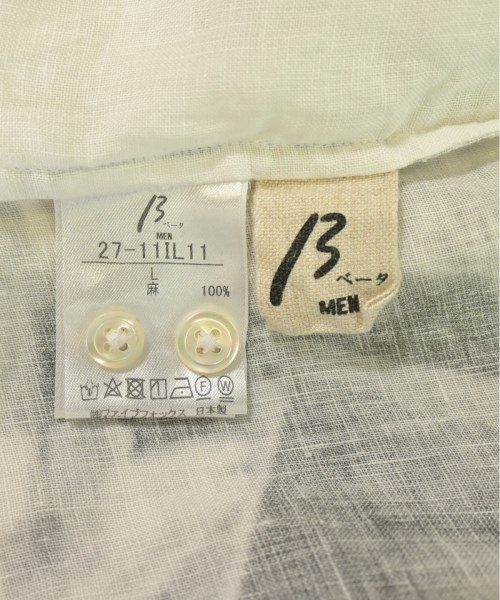 β
ベータ
MEN
27-11IL11
L
麻 100%
㈱ファイブフォックス 日本製
β
ベータ
MEN